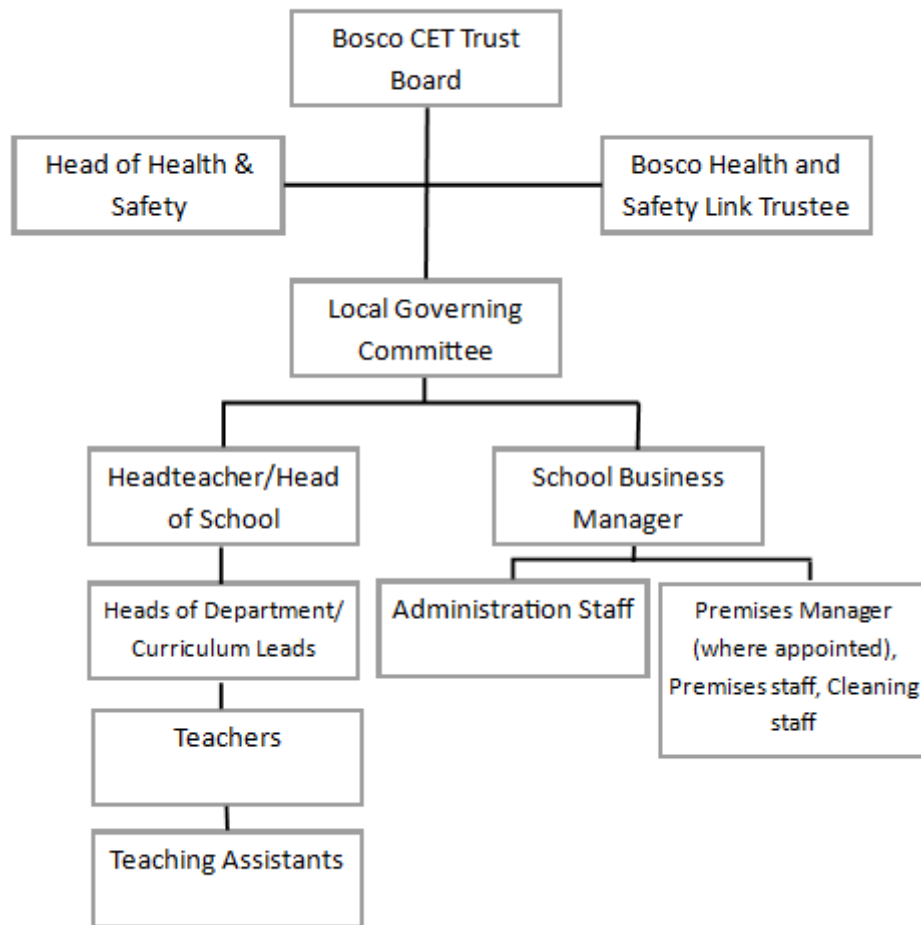 Bosco CET Trust
Board
Head of Health &
Safety
Bosco Health and
Safety Link Trustee
Local Governing
Committee
Headteacher/Head
of School
School Business
Manager
Heads of Department/
Curriculum Leads
Administration Staff
Premises Manager
(where appointed),
Premises staff, Cleaning
staff
Teachers
Teaching Assistants